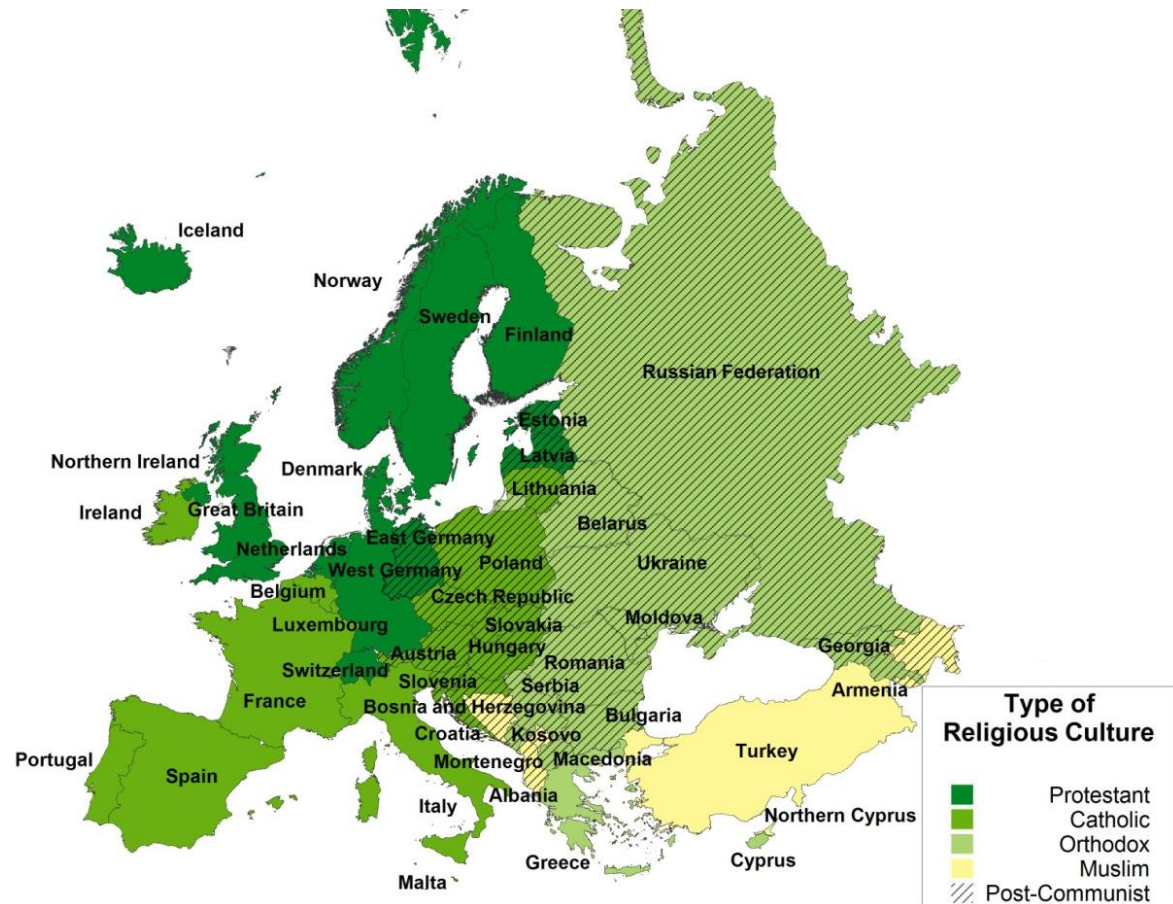 Iceland
Norway
Sweden
Finland
Russian Federation
Estonia
Northern Ireland
Denmark
Latvia
Lithuania
Ireland
Great Britain
Belarus
East Germany
Netherlands
West Germany
Poland
Ukraine
Belgium
Czech Republic
Luxembourg
Slovakia
Moldova
Austria
Hungary
Georgia
Switzerland
Romania
Slovenia
Serbia
Armenia
France
Bosnia and Herzegovina
Bulgaria
Croatia
Kosovo
Portugal
Spain
Montenegro
Macedonia
Turkey
Albania
Italy
Northern Cyprus
Greece
Cyprus
Malta
Type of
Religious Culture
Protestant
Catholic
Orthodox
Muslim
Post-Communist